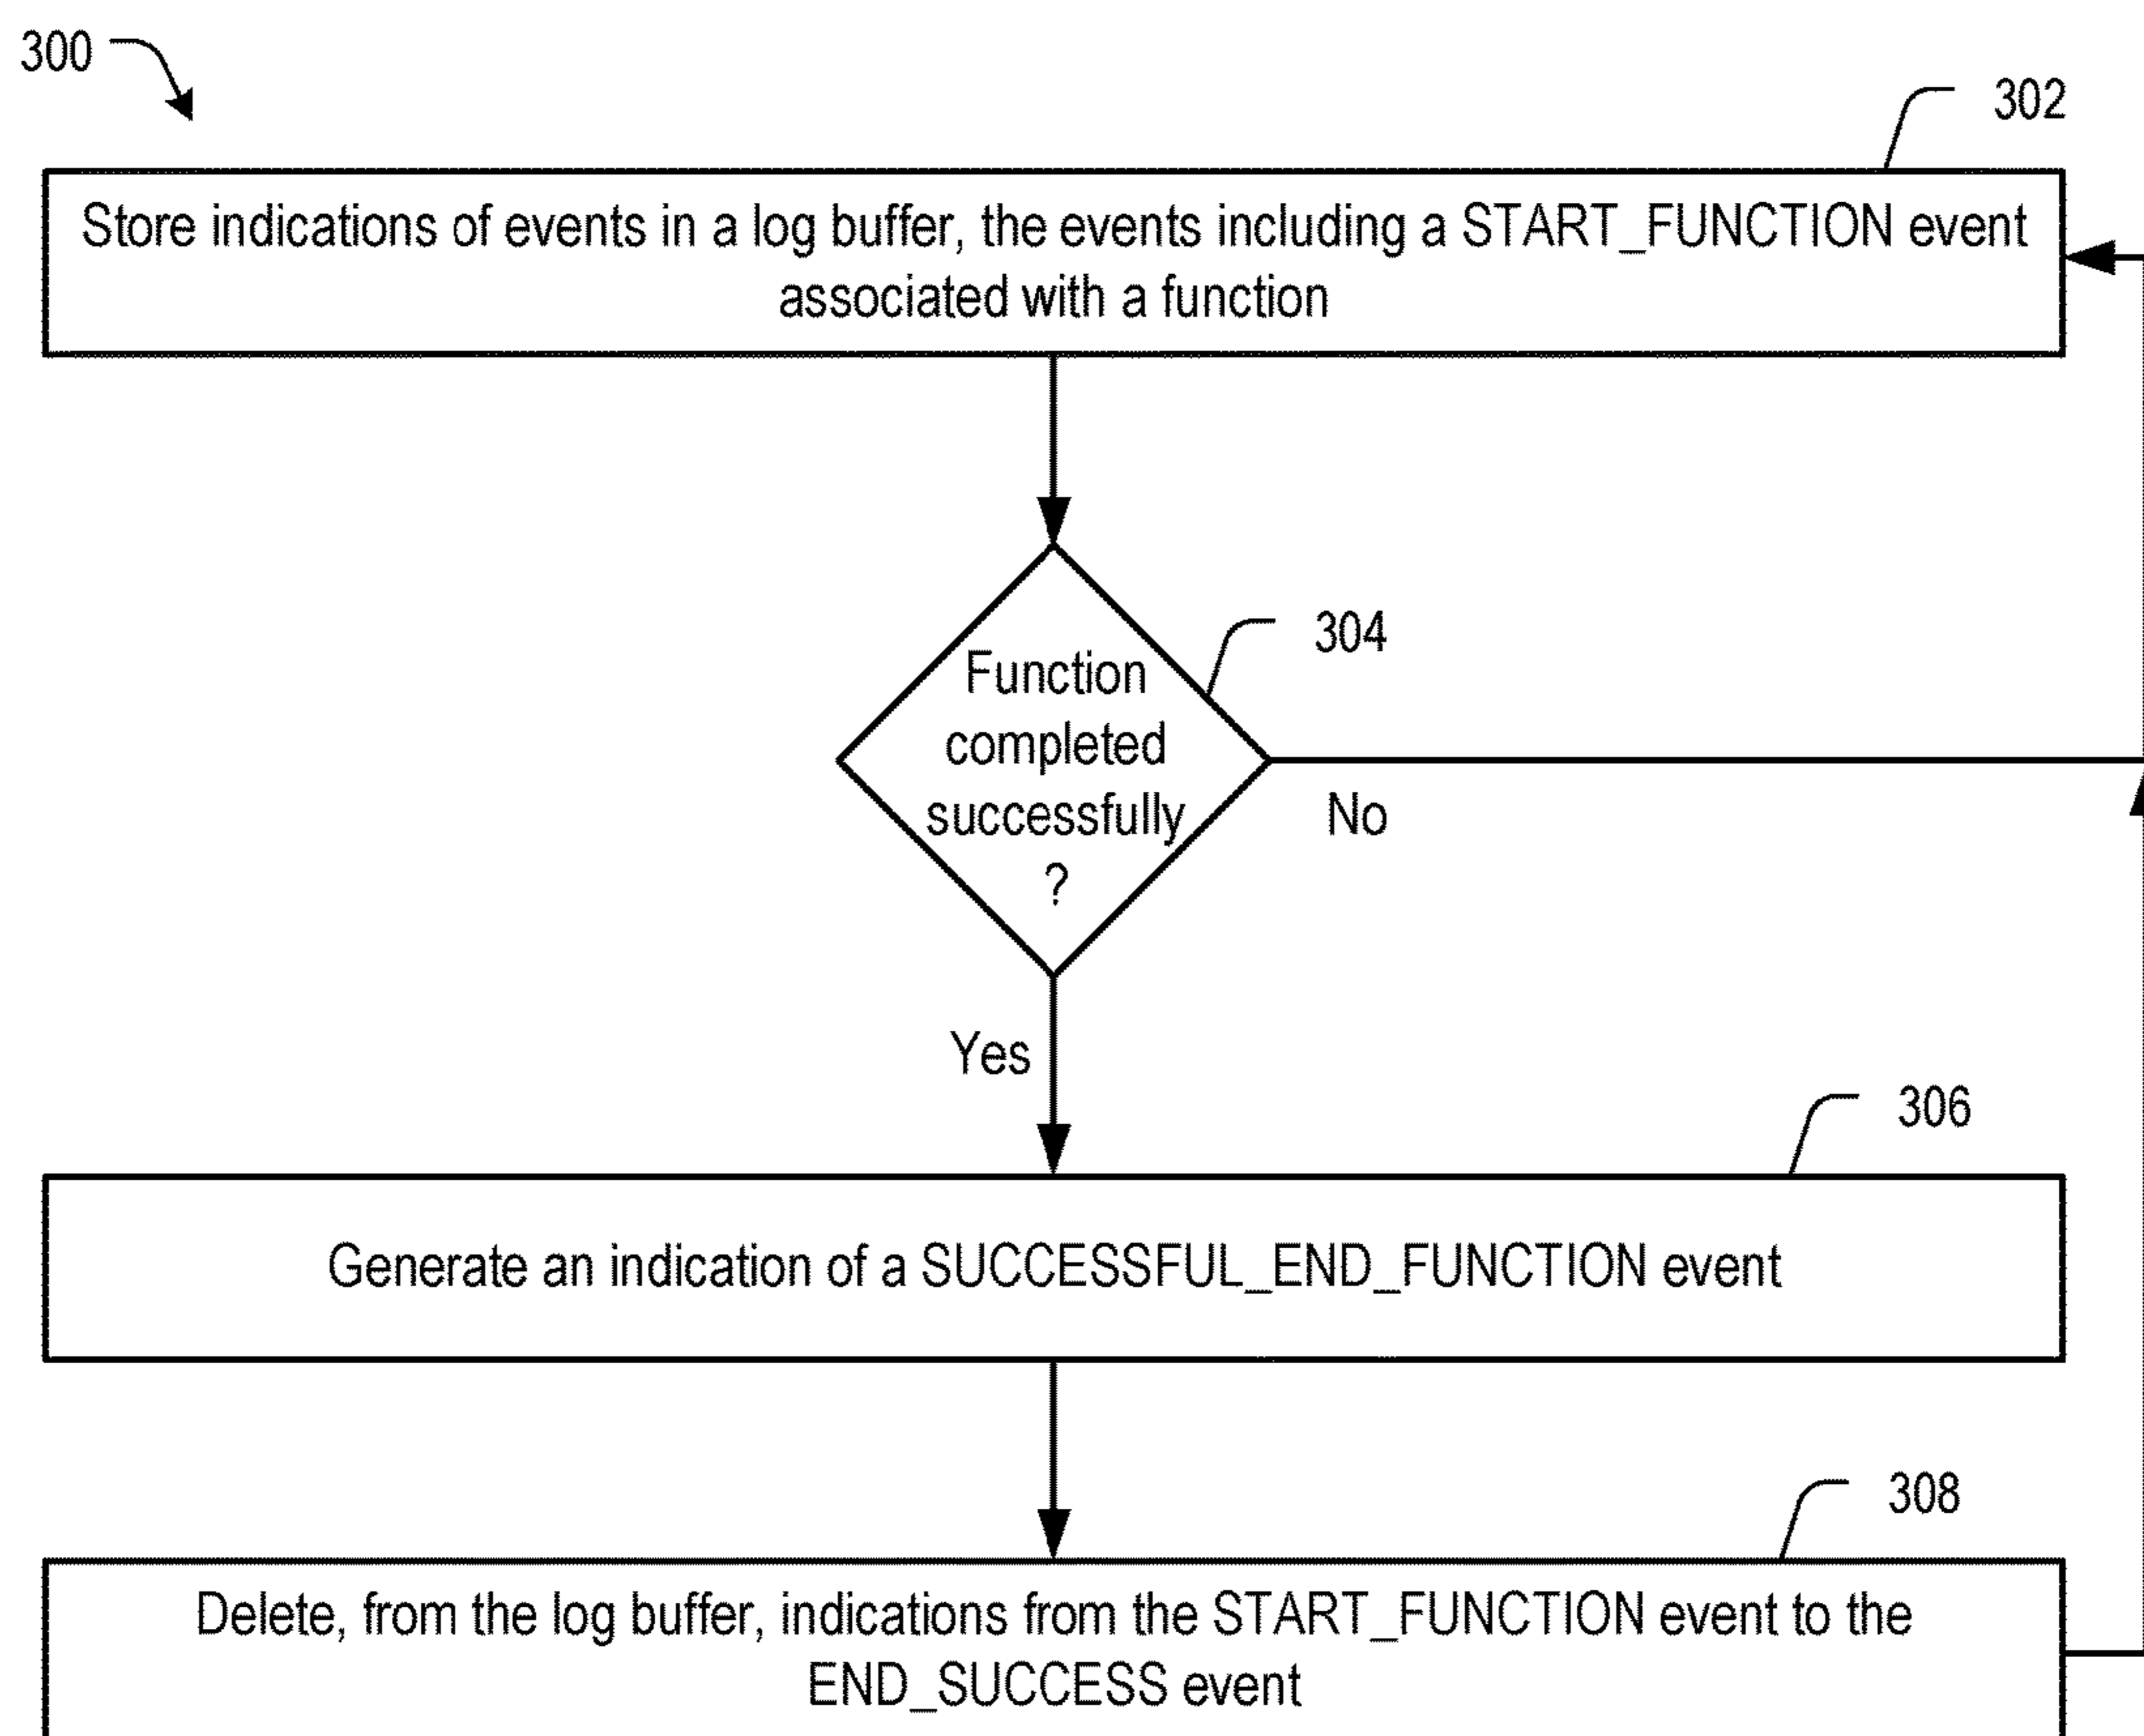 300
302
Store indications of events in a log buffer, the events including a START_FUNCTION event
associated with a function
304
Function
completed
successfully
?
No
Yes
306
Generate an indication of a SUCCESSFUL_END_FUNCTION event
308
Delete, from the log buffer, indications from the START_FUNCTION event to the
END_SUCCESS event